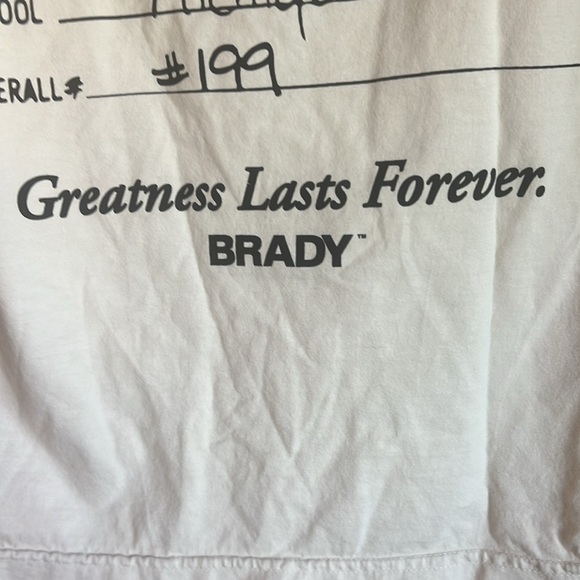 OOL
ERALL# #199
Greatness Lasts Forever.
BRADY™